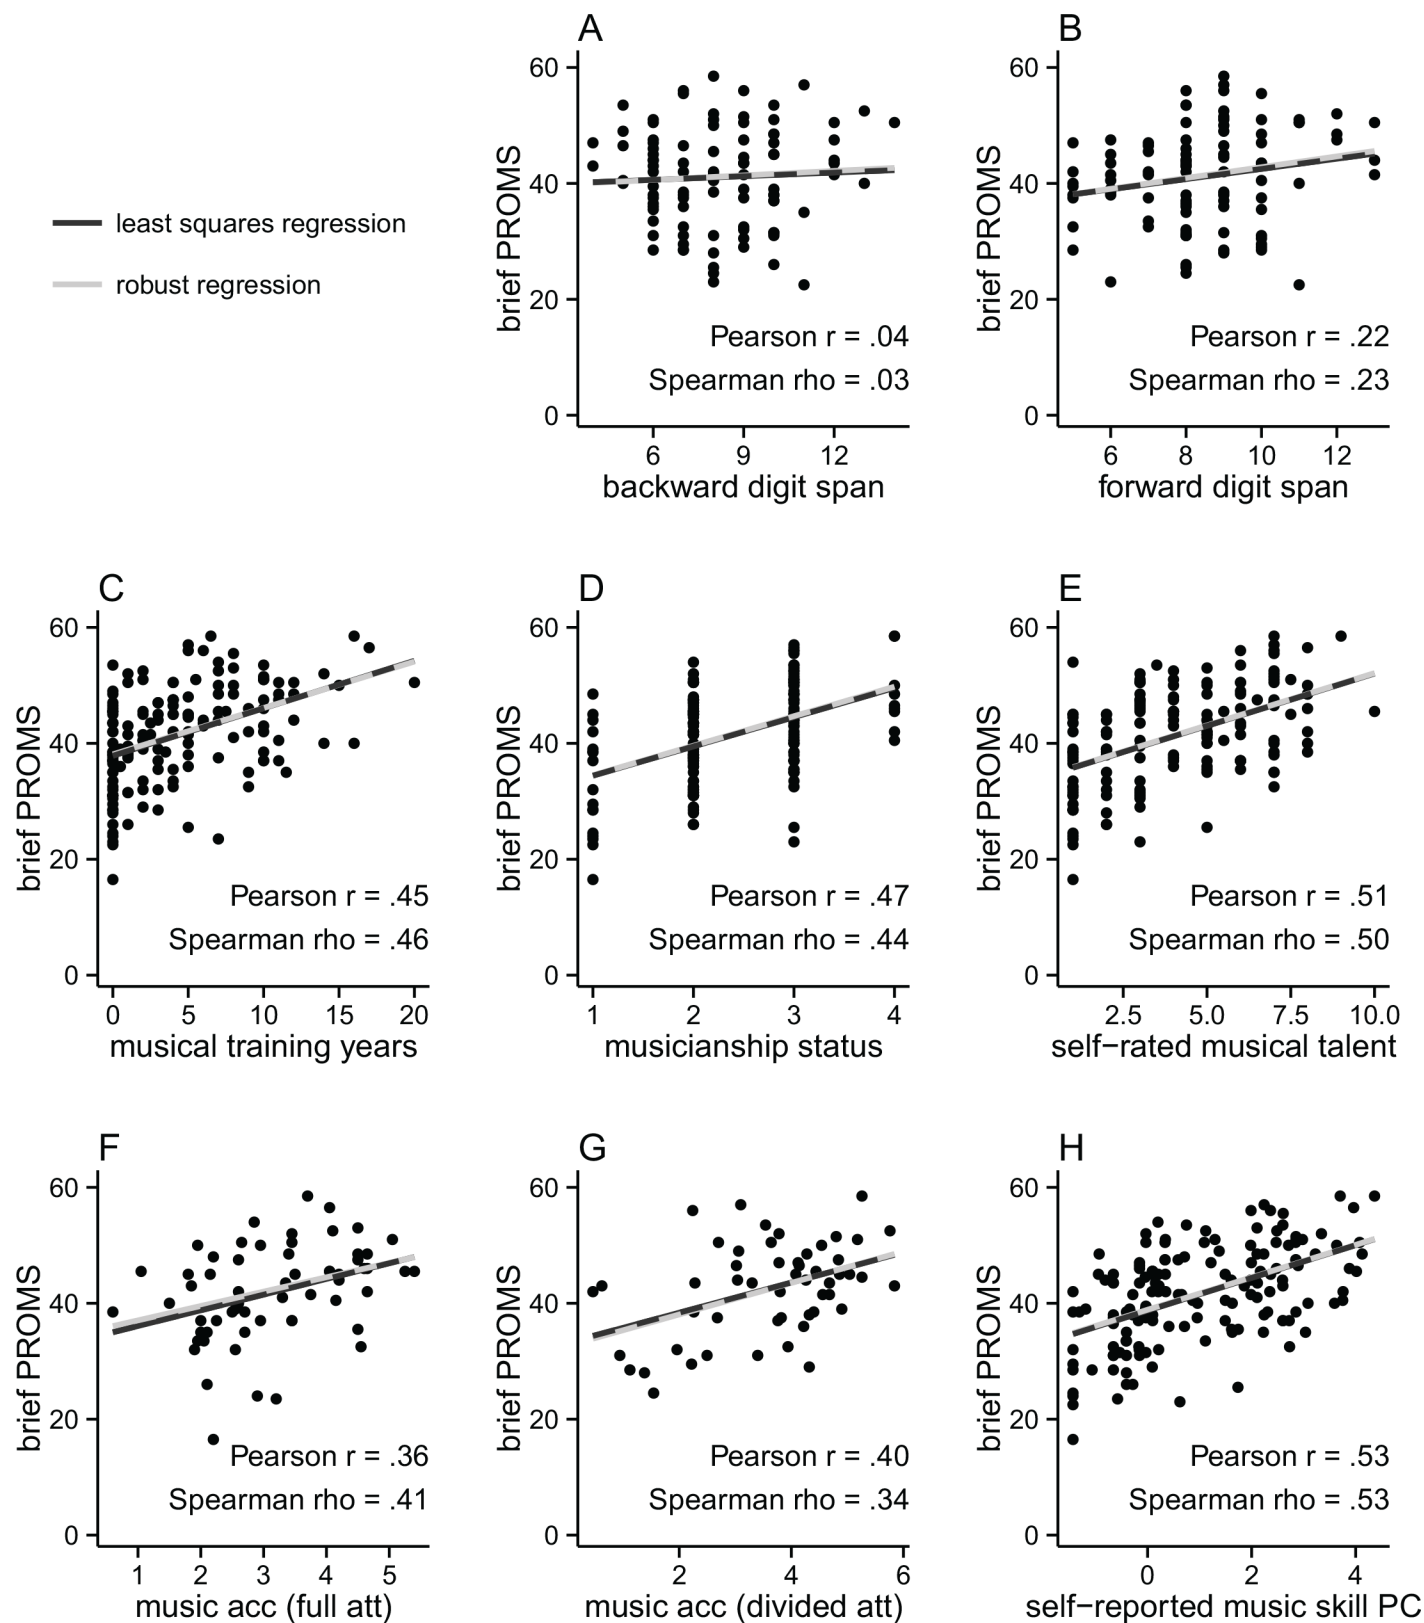 A
60
40
20
0
brief PROMS
Pearson r = .04
Spearman rho = .03
6 9 12
backward digit span
B
60
40
20
0
brief PROMS
Pearson r = .22
Spearman rho = .23
6 8 10 12
forward digit span
least squares regression
robust regression
C
60
40
20
0
brief PROMS
Pearson r = .45
Spearman rho = .46
0 5 10 15 20
musical training years
D
60
40
20
0
brief PROMS
Pearson r = .47
Spearman rho = .44
1 2 3 4
musicianship status
E
60
40
20
0
brief PROMS
Pearson r = .51
Spearman rho = .50
2.5 5.0 7.5 10.0
self−rated musical talent
F
60
40
20
0
brief PROMS
Pearson r = .36
Spearman rho = .41
1 2 3 4 5
music acc (full att)
G
60
40
20
0
brief PROMS
Pearson r = .40
Spearman rho = .34
2 4 6
music acc (divided att)
H
60
40
20
0
brief PROMS
Pearson r = .53
Spearman rho = .53
0 2 4
self−reported music skill PC